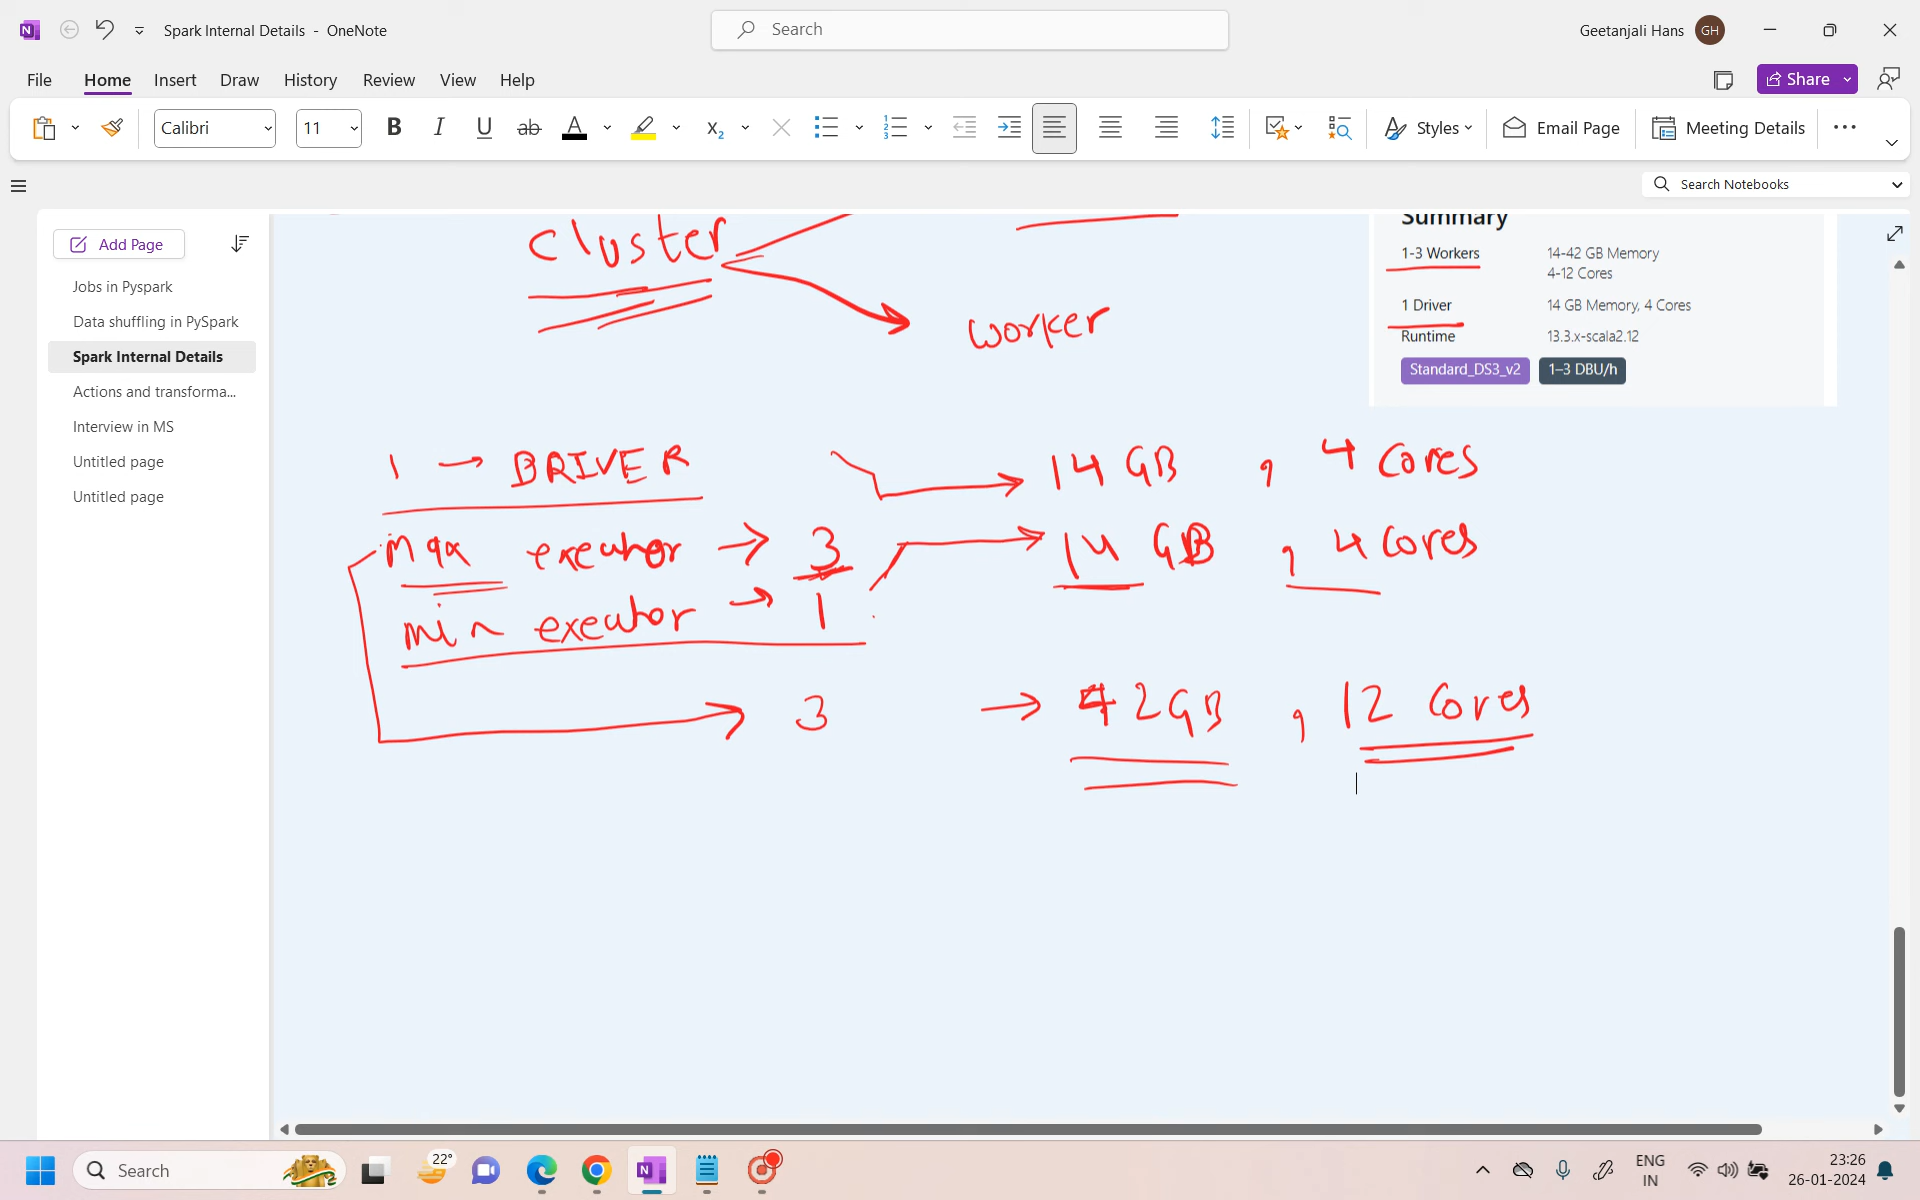 Spark Internal Details - OneNote
Search
Geetanjali Hans GH
File Home Insert Draw History Review View Help
Share
Calibri 11 B I U ab A X2 Styles Email Page Meeting Details
Search Notebooks
Add Page
Jobs in Pyspark
Data shuffling in PySpark
Spark Internal Details
Actions and transforma...
Interview in MS
Untitled page
Untitled page
cluster
worker
Summary
1-3 Workers 14-42 GB Memory
4-12 Cores
1 Driver 14 GB Memory, 4 Cores
Runtime 13.3.x-scala2.12
Standard_DS3_v2 1–3 DBU/h
1 → DRIVER → 14 GB , 4 Cores
max executor → 3 → 14 GB , 4 Cores
min executor → 1
→ 3 → 42 GB , 12 Cores
Search
22°
ENG
IN
23:26
26-01-2024